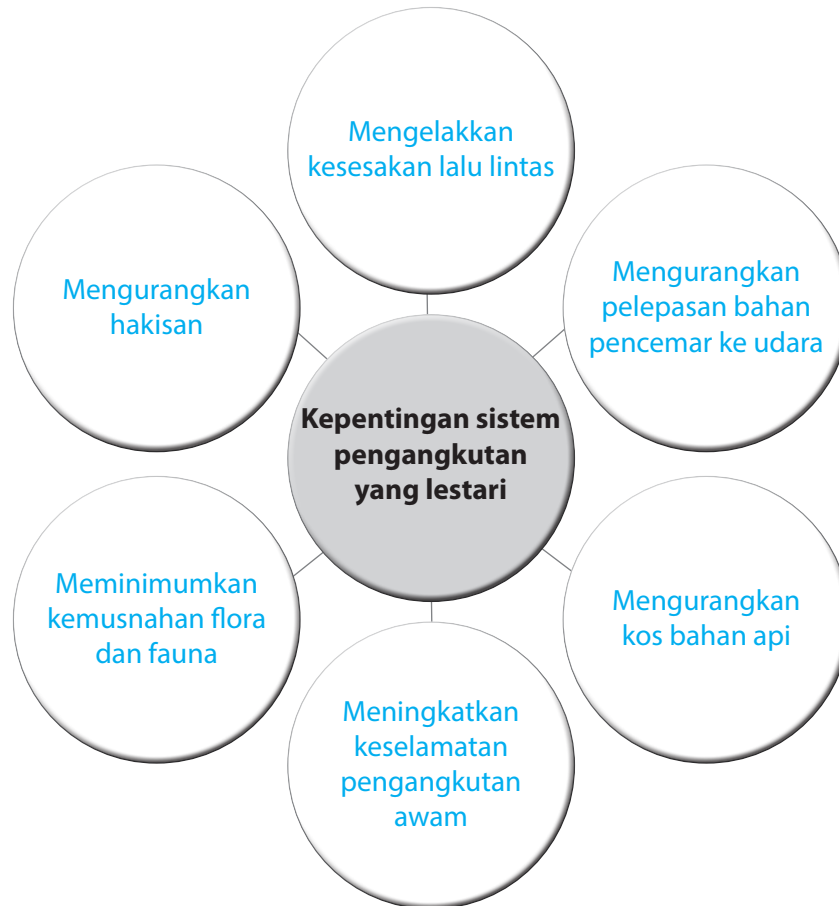 Mengelakkan
kesesakan lalu lintas
Mengurangkan
hakisan
Mengurangkan
pelepasan bahan
pencemar ke udara
Kepentingan sistem
pengangkutan
yang lestari
Meminimumkan
kemusnahan flora
dan fauna
Mengurangkan
kos bahan api
Meningkatkan
keselamatan
pengangkutan
awam